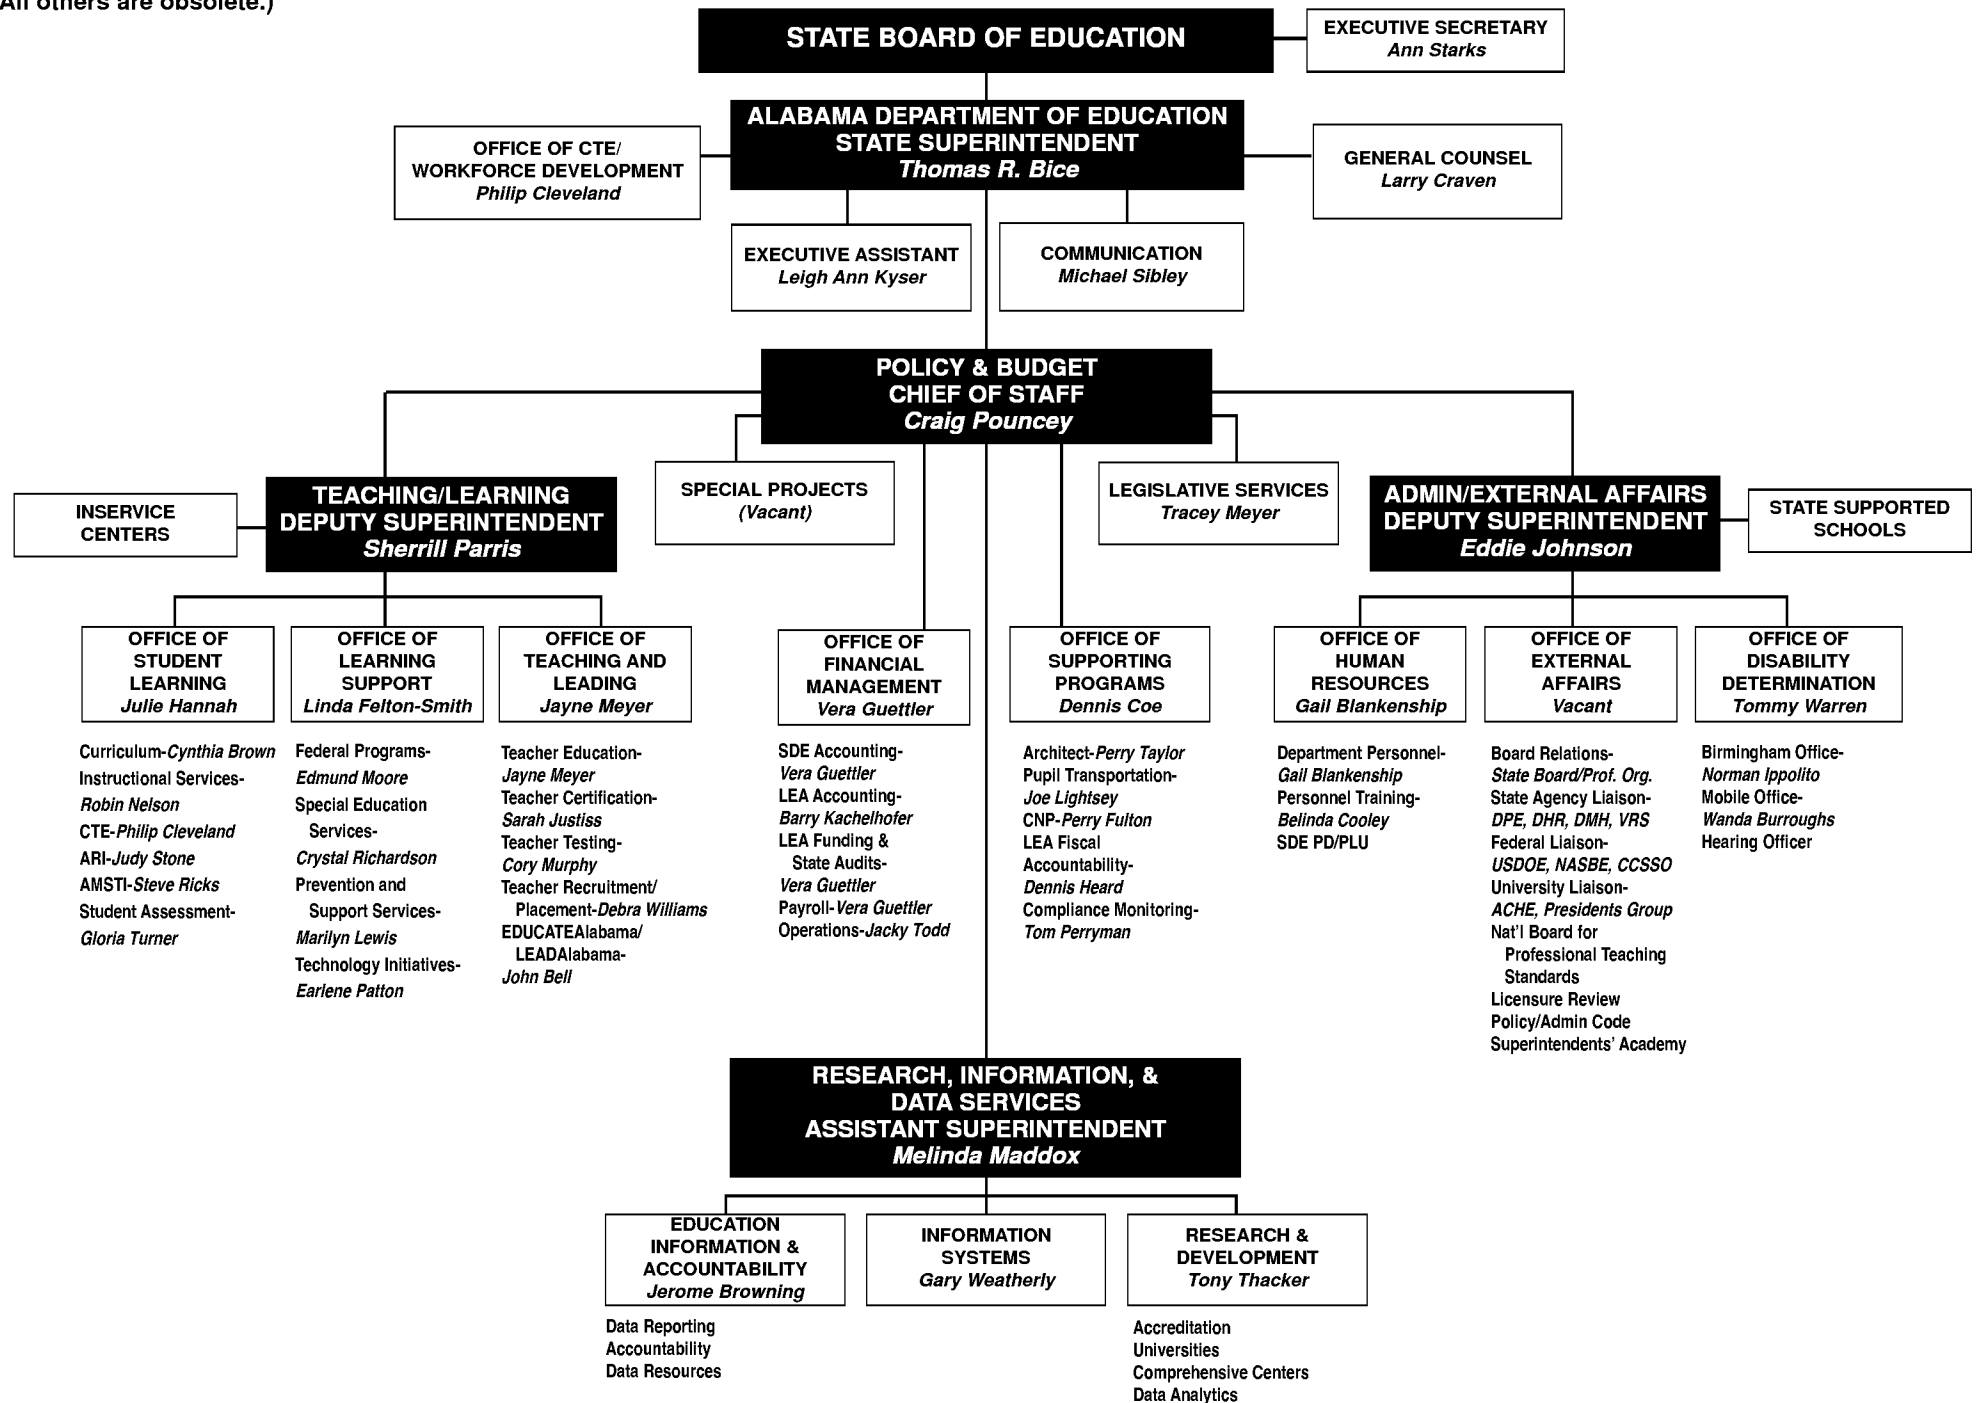 All others are obsolete.)
STATE BOARD OF EDUCATION
EXECUTIVE SECRETARY
Ann Starks
ALABAMA DEPARTMENT OF EDUCATION
STATE SUPERINTENDENT
Thomas R. Bice
OFFICE OF CTE/
WORKFORCE DEVELOPMENT
Philip Cleveland
GENERAL COUNSEL
Larry Craven
EXECUTIVE ASSISTANT
Leigh Ann Kyser
COMMUNICATION
Michael Sibley
POLICY & BUDGET
CHIEF OF STAFF
Craig Pouncey
INSERVICE
CENTERS
TEACHING/LEARNING
DEPUTY SUPERINTENDENT
Sherrill Parris
SPECIAL PROJECTS
(Vacant)
LEGISLATIVE SERVICES
Tracey Meyer
ADMIN/EXTERNAL AFFAIRS
DEPUTY SUPERINTENDENT
Eddie Johnson
STATE SUPPORTED
SCHOOLS
OFFICE OF
STUDENT
LEARNING
Julie Hannah
Curriculum-Cynthia Brown
Instructional Services-
Robin Nelson
CTE-Philip Cleveland
ARI-Judy Stone
AMSTI-Steve Ricks
Student Assessment-
Gloria Turner
OFFICE OF
LEARNING
SUPPORT
Linda Felton-Smith
Federal Programs-
Edmund Moore
Special Education
Services-
Crystal Richardson
Prevention and
Support Services-
Marilyn Lewis
Technology Initiatives-
Earlene Patton
OFFICE OF
TEACHING AND
LEADING
Jayne Meyer
Teacher Education-
Jayne Meyer
Teacher Certification-
Sarah Justiss
Teacher Testing-
Cory Murphy
Teacher Recruitment/
Placement-Debra Williams
EDUCATEAlabama/
LEADAlabama-
John Bell
OFFICE OF
FINANCIAL
MANAGEMENT
Vera Guettler
SDE Accounting-
Vera Guettler
LEA Accounting-
Barry Kachelhofer
LEA Funding &
State Audits-
Vera Guettler
Payroll-Vera Guettler
Operations-Jacky Todd
OFFICE OF
SUPPORTING
PROGRAMS
Dennis Coe
Architect-Perry Taylor
Pupil Transportation-
Joe Lightsey
CNP-Perry Fulton
LEA Fiscal
Accountability-
Dennis Heard
Compliance Monitoring-
Tom Perryman
OFFICE OF
HUMAN
RESOURCES
Gail Blankenship
Department Personnel-
Gail Blankenship
Personnel Training-
Belinda Cooley
SDE PD/PLU
OFFICE OF
EXTERNAL
AFFAIRS
Vacant
Board Relations-
State Board/Prof. Org.
State Agency Liaison-
DPE, DHR, DMH, VRS
Federal Liaison-
USDOE, NASBE, CCSSO
University Liaison-
ACHE, Presidents Group
Nat'l Board for
Professional Teaching
Standards
Licensure Review
Policy/Admin Code
Superintendents' Academy
OFFICE OF
DISABILITY
DETERMINATION
Tommy Warren
Birmingham Office-
Norman Ippolito
Mobile Office-
Wanda Burroughs
Hearing Officer
RESEARCH, INFORMATION, &
DATA SERVICES
ASSISTANT SUPERINTENDENT
Melinda Maddox
EDUCATION
INFORMATION &
ACCOUNTABILITY
Jerome Browning
Data Reporting
Accountability
Data Resources
INFORMATION
SYSTEMS
Gary Weatherly
RESEARCH &
DEVELOPMENT
Tony Thacker
Accreditation
Universities
Comprehensive Centers
Data Analytics